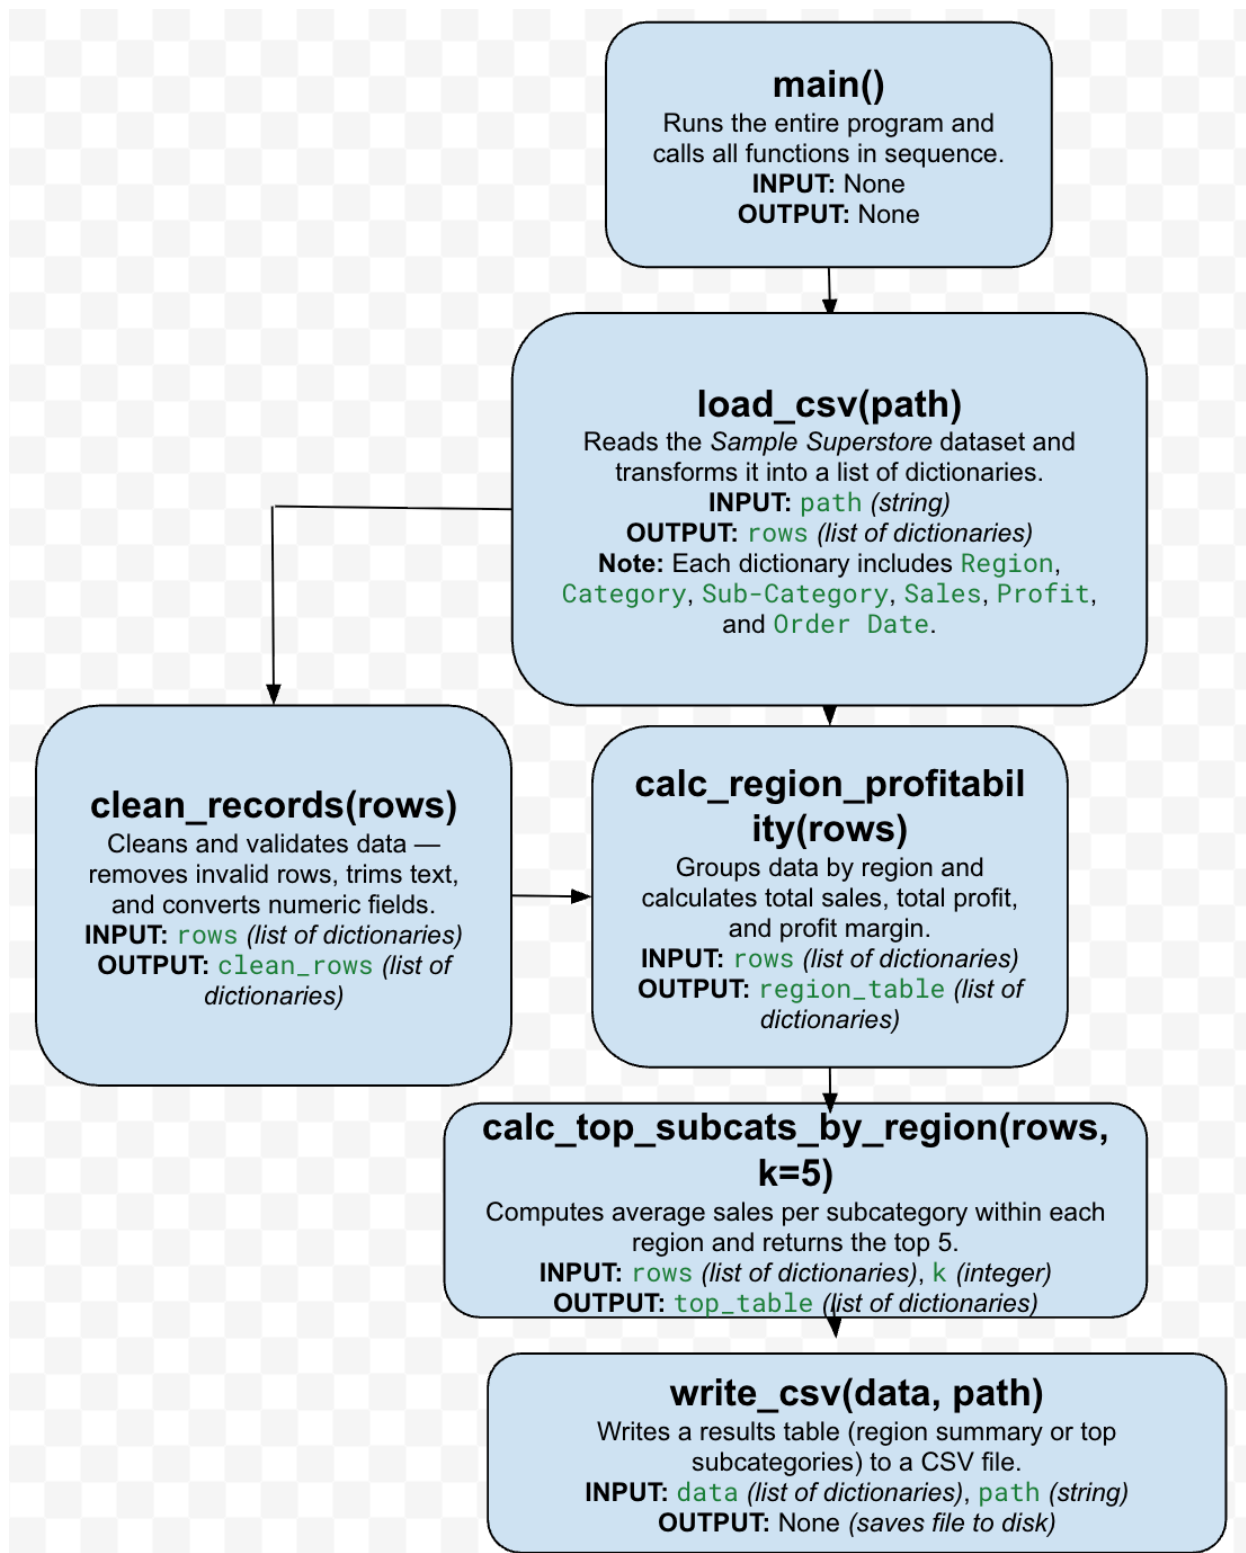 main()
Runs the entire program and
calls all functions in sequence.
INPUT: None
OUTPUT: None
load_csv(path)
Reads the Sample Superstore dataset and
transforms it into a list of dictionaries.
INPUT: path (string)
OUTPUT: rows (list of dictionaries)
Note: Each dictionary includes Region,
Category, Sub-Category, Sales, Profit,
and Order Date.
clean_records(rows)
Cleans and validates data —
removes invalid rows, trims text,
and converts numeric fields.
INPUT: rows (list of dictionaries)
OUTPUT: clean_rows (list of
dictionaries)
calc_region_profitabil
ity(rows)
Groups data by region and
calculates total sales, total profit,
and profit margin.
INPUT: rows (list of dictionaries)
OUTPUT: region_table (list of
dictionaries)
calc_top_subcats_by_region(rows,
k=5)
Computes average sales per subcategory within each
region and returns the top 5.
INPUT: rows (list of dictionaries), k (integer)
OUTPUT: top_table (list of dictionaries)
write_csv(data, path)
Writes a results table (region summary or top
subcategories) to a CSV file.
INPUT: data (list of dictionaries), path (string)
OUTPUT: None (saves file to disk)